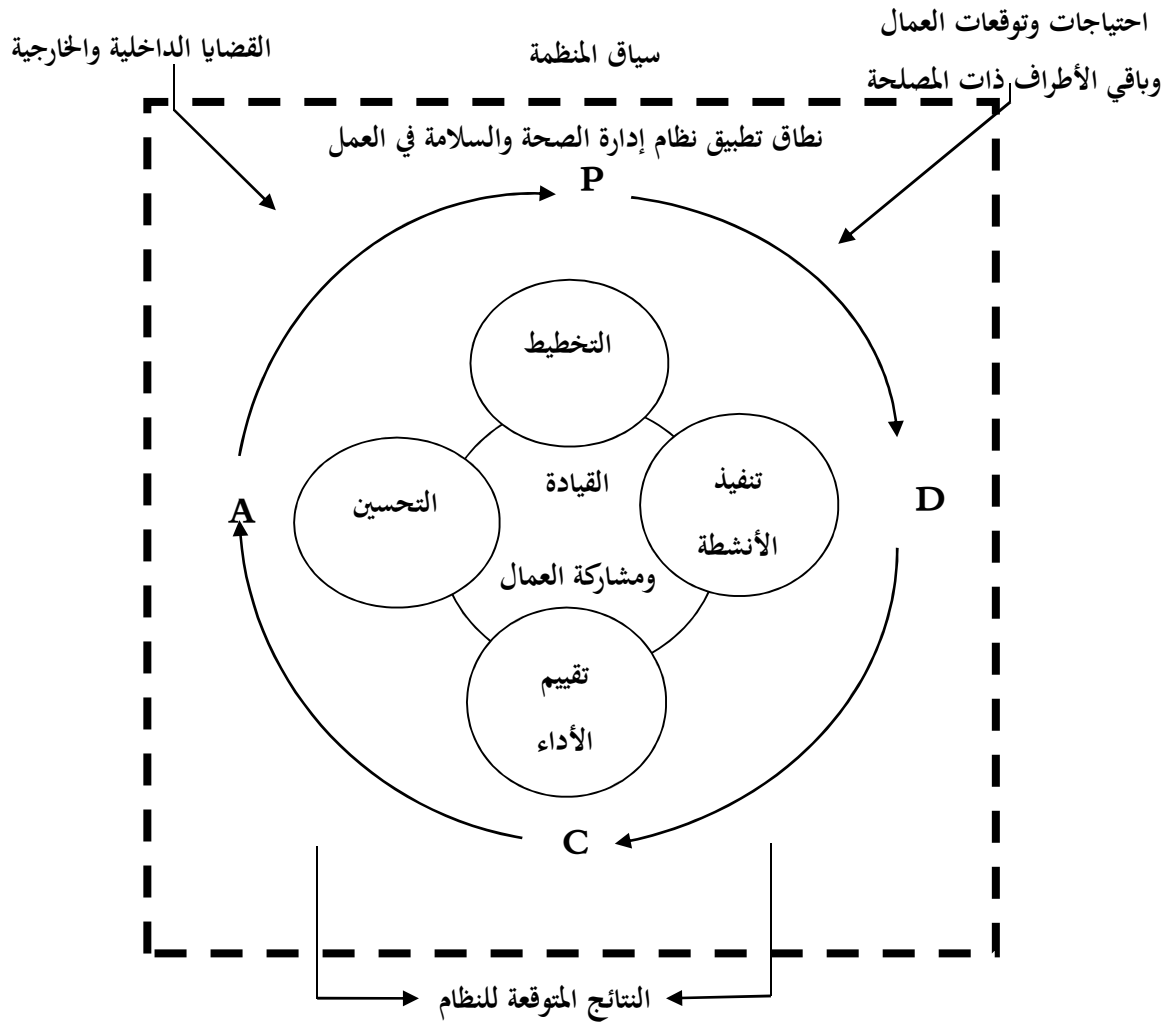 احتياجات وتوقعات العمال
وباقي الأطراف ذات المصلحة
سياق المنظمة
القضايا الداخلية والخارجية
نطاق تطبيق نظام إدارة الصحة والسلامة في العمل
P
التخطيط
القيادة
تنفيذ
الأنشطة
D
التحسين
A
ومشاركة العمال
تقييم
الأداء
C
النتائج المتوقعة للنظام